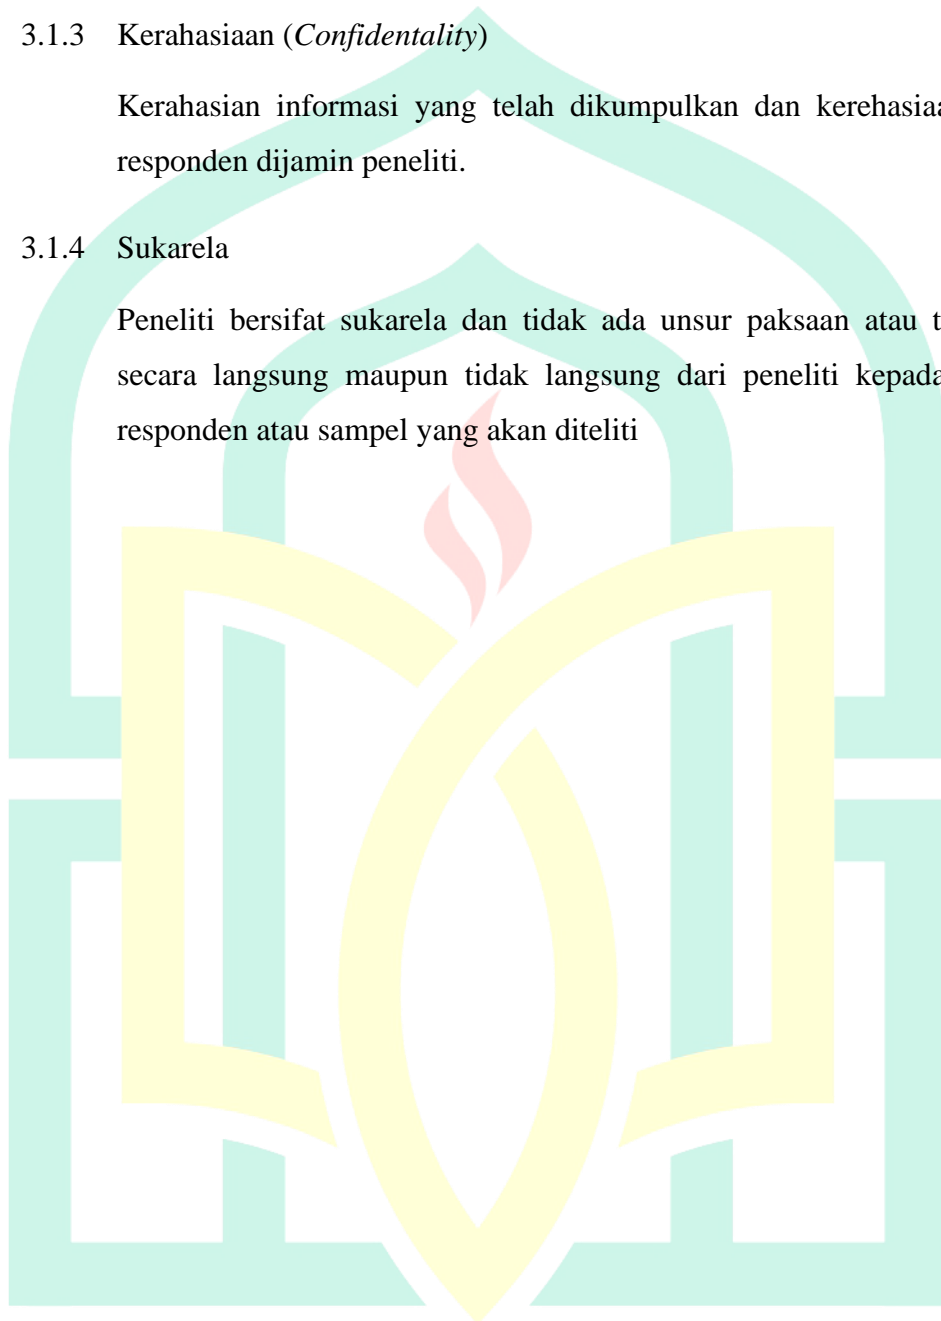 3.1.3 Kerahasiaan (Confidentality)
Kerahasian informasi yang telah dikumpulkan dan
responden dijamin peneliti.
3.1.4 Sukarela
Peneliti bersifat sukarela dan tidak ada unsur paksaan atau
secara langsung maupun tidak langsung dari peneliti kepada
responden atau sampel yang akan diteliti